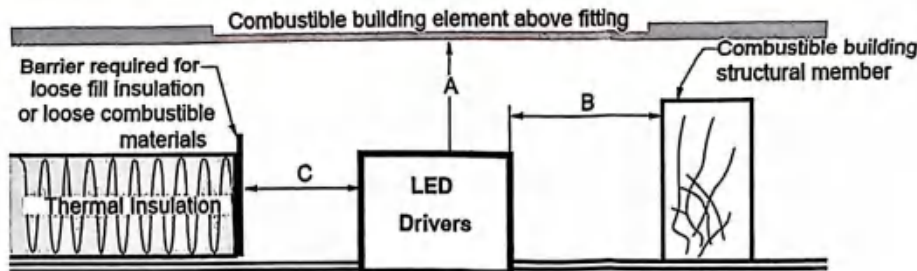 Combustible building element above fitting
Barrier required for
loose fill insulation
or loose combustible
materials
Combustible building
structural member
A
B
C
Thermal Insulation
LED
Drivers